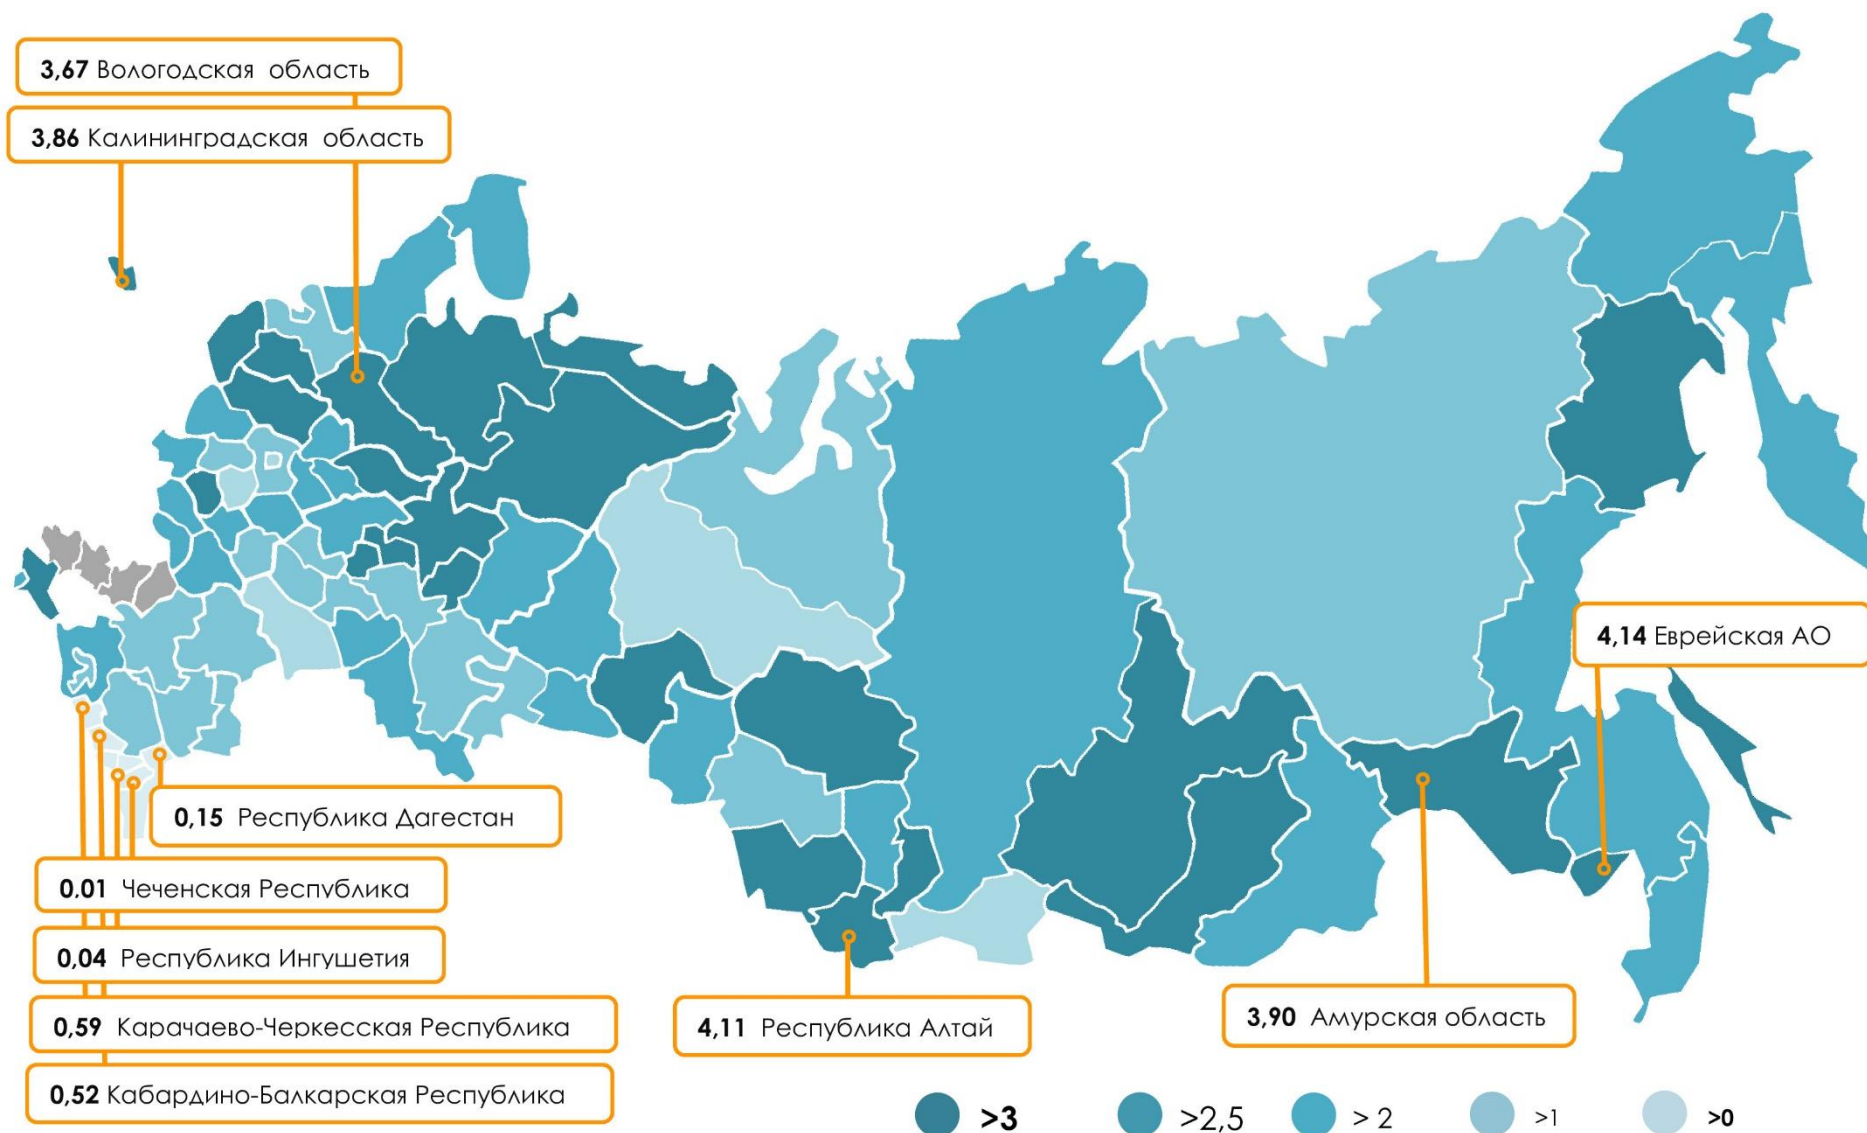 3,67 Вологодская область
3,86 Калининградская область
4,14 Еврейская АО
0,15 Республика Дагестан
0.01 Чеченская Республика
0,04 Республика Ингушетия
0,59 Карачаево-Черкесская Республика
0,52 Кабардино-Балкарская Республика
4,11 Республика Алтай
3,90 Амурская область
>3 >2,5 > 2 >1 >0